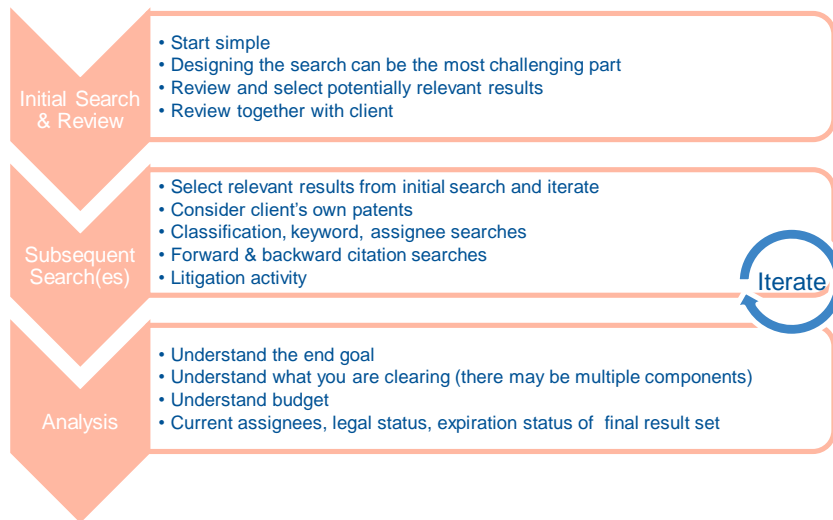 Initial Search
& Review
• Start simple
• Designing the search can be the most challenging part
• Review and select potentially relevant results
• Review together with client
Subsequent
Search(es)
• Select relevant results from initial search and iterate
• Consider client's own patents
• Classification, keyword, assignee searches
• Forward & backward citation searches
• Litigation activity
Iterate
Analysis
• Understand the end goal
• Understand what you are clearing (there may be multiple components)
• Understand budget
• Current assignees, legal status, expiration status of final result set